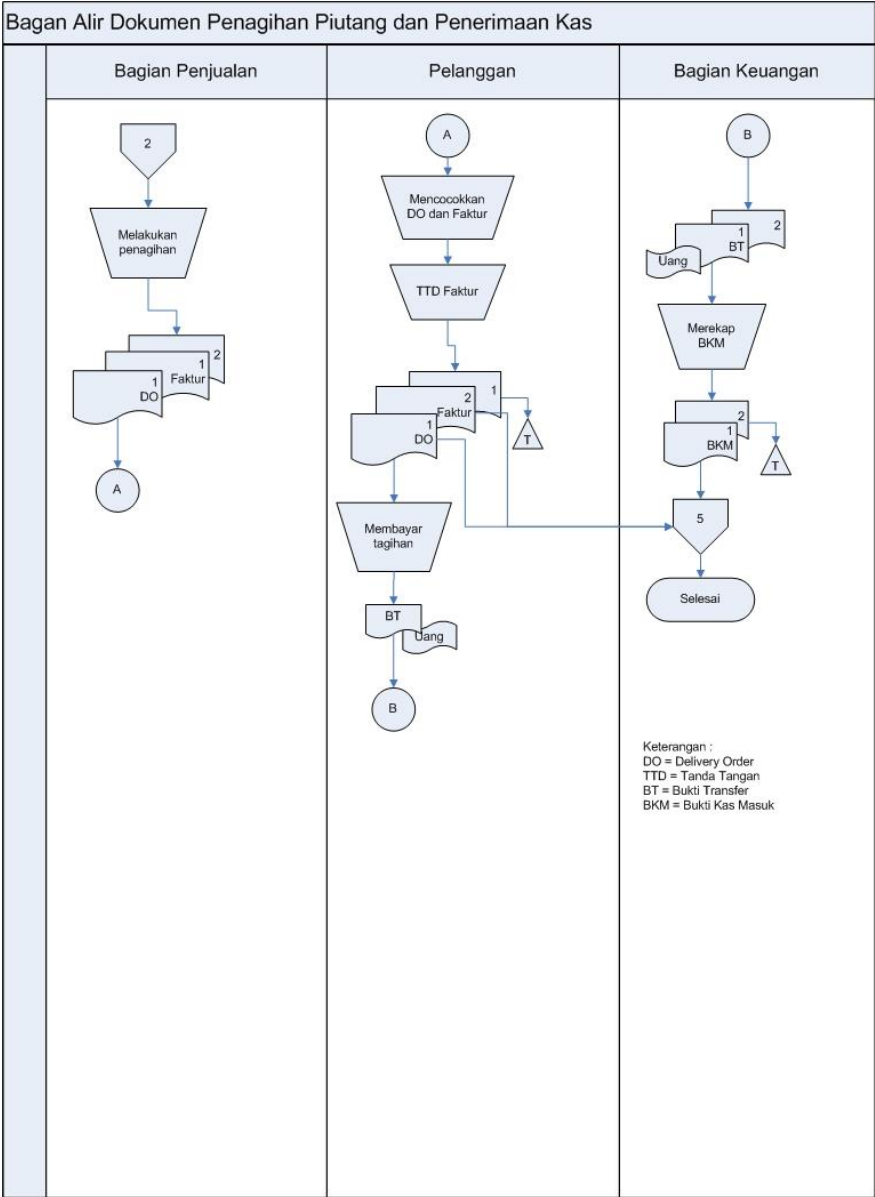 Bagan Alir Dokumen Penagihan Piutang dan Penerimaan Kas
Bagian Penjualan
Pelanggan
Bagian Keuangan
2
Melakukan
penagihan
2
1
Faktur
1
DO
A
A
Mencocokkan
DO dan Faktur
TTD Faktur
1
2
Faktur
1
DO
T
Membayar
tagihan
BT
Uang
B
B
2
1
BT
Uang
Merekap
BKM
2
1
BKM
T
5
Selesai
Keterangan :
DO = Delivery Order
TTD = Tanda Tangan
BT = Bukti Transfer
BKM = Bukti Kas Masuk